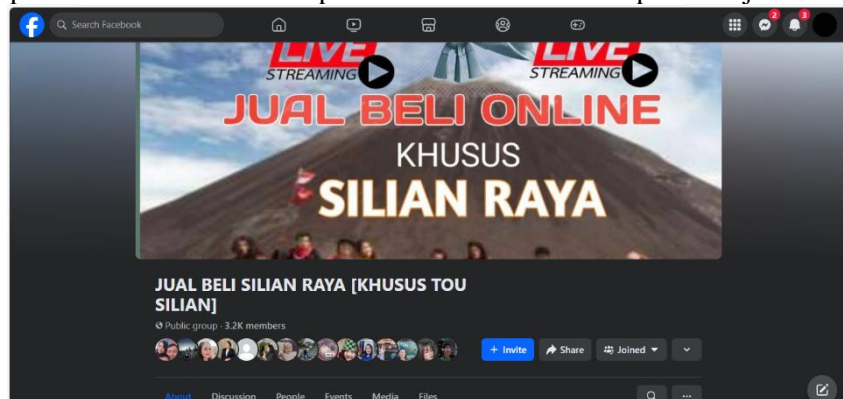 Search Facebook
2
3
LIVE
STREAMING
LIVE
STREAMING
JUAL BELI ONLINE
KHUSUS
SILIAN RAYA
JUAL BELI SILIAN RAYA [KHUSUS TOU
SILIAN]
Public group · 3.2K members
+ Invite
Share
Joined
About Discussion People Events Media Files